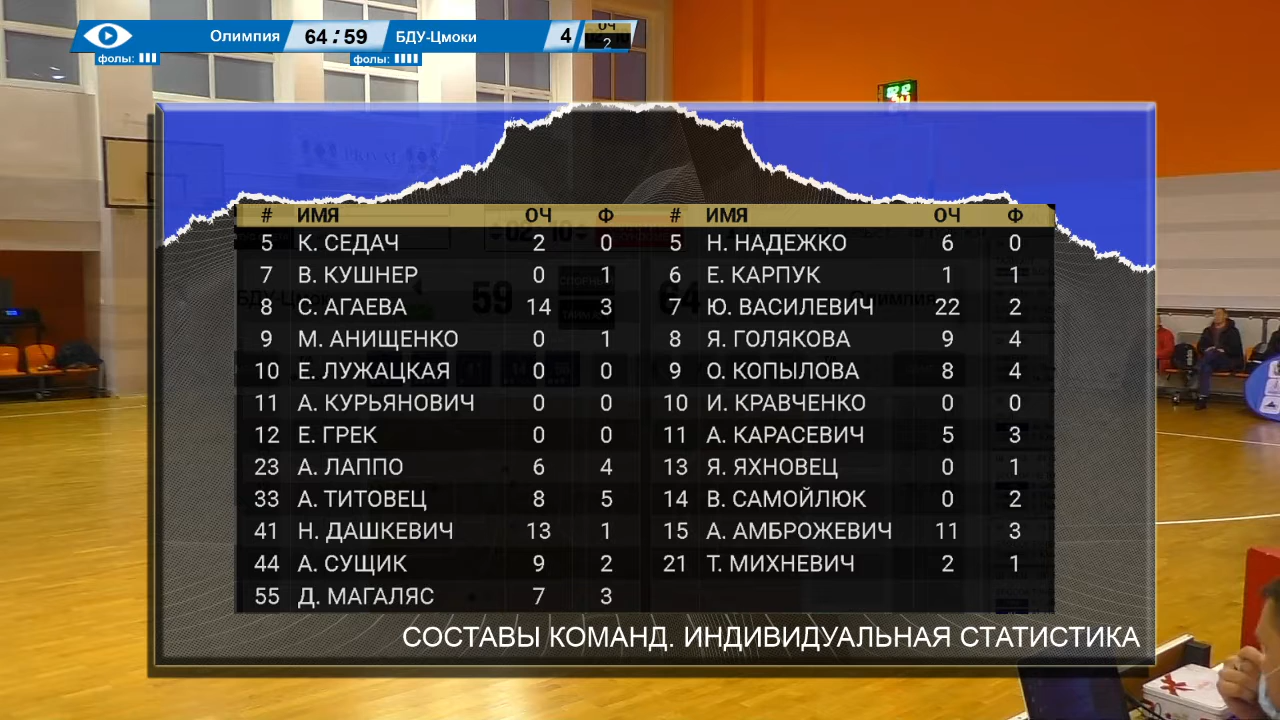 Олимпия 64:59 БДУ-Цмоки 4 ОЧ 2
фолы: фолы:
# ИМЯ ОЧ Ф # ИМЯ ОЧ Ф
5 К. СЕДАЧ 2 0 5 Н. НАДЕЖКО 6 0
7 В. КУШНЕР 0 1 6 Е. КАРПУК 1 1
8 С. АГАЕВА 14 3 7 Ю. ВАСИЛЕВИЧ 22 2
9 М. АНИЩЕНКО 0 1 8 Я. ГОЛЯКОВА 9 4
10 Е. ЛУЖАЦКАЯ 0 0 9 О. КОПЫЛОВА 8 4
11 А. КУРЬЯНОВИЧ 0 0 10 И. КРАВЧЕНКО 0 0
12 Е. ГРЕК 0 0 11 А. КАРАСЕВИЧ 5 3
23 А. ЛАППО 6 4 13 Я. ЯХНОВЕЦ 0 1
33 А. ТИТОВЕЦ 8 5 14 В. САМОЙЛЮК 0 2
41 Н. ДАШКЕВИЧ 13 1 15 А. АМБРОЖЕВИЧ 11 3
44 А. СУЩИК 9 2 21 Т. МИХНЕВИЧ 2 1
55 Д. МАГАЛЯС 7 3
СОСТАВЫ КОМАНД. ИНДИВИДУАЛЬНАЯ СТАТИСТИКА